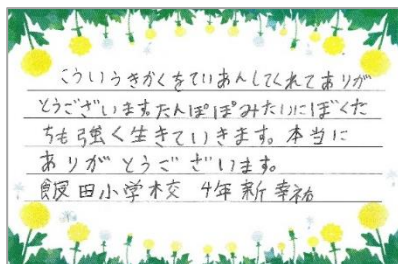 こういうきかくをていあんしてくれてありが
とうございます。たんぽぽみたいにぼくた
ちも強く生きていきます。本当に
ありがとうございます。
飯田小学校 4年 新 幸祐